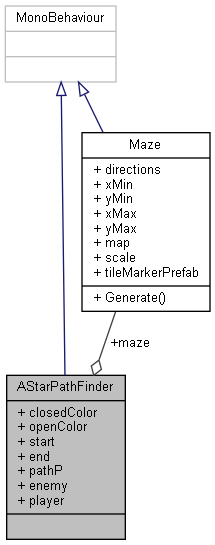 MonoBehaviour
Maze
+ directions
+ xMin
+ yMin
+ xMax
+ yMax
+ map
+ scale
+ tileMarkerPrefab
+ Generate()
+maze
AStarPathFinder
+ closedColor
+ openColor
+ start
+ end
+ pathP
+ enemy
+ player